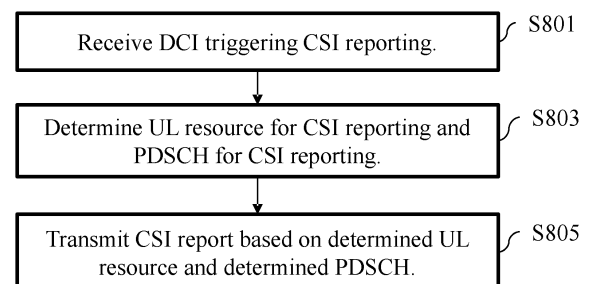 Receive DCI triggering CSI reporting.
S801
Determine UL resource for CSI reporting and
PDSCH for CSI reporting.
S803
Transmit CSI report based on determined UL
resource and determined PDSCH.
S805